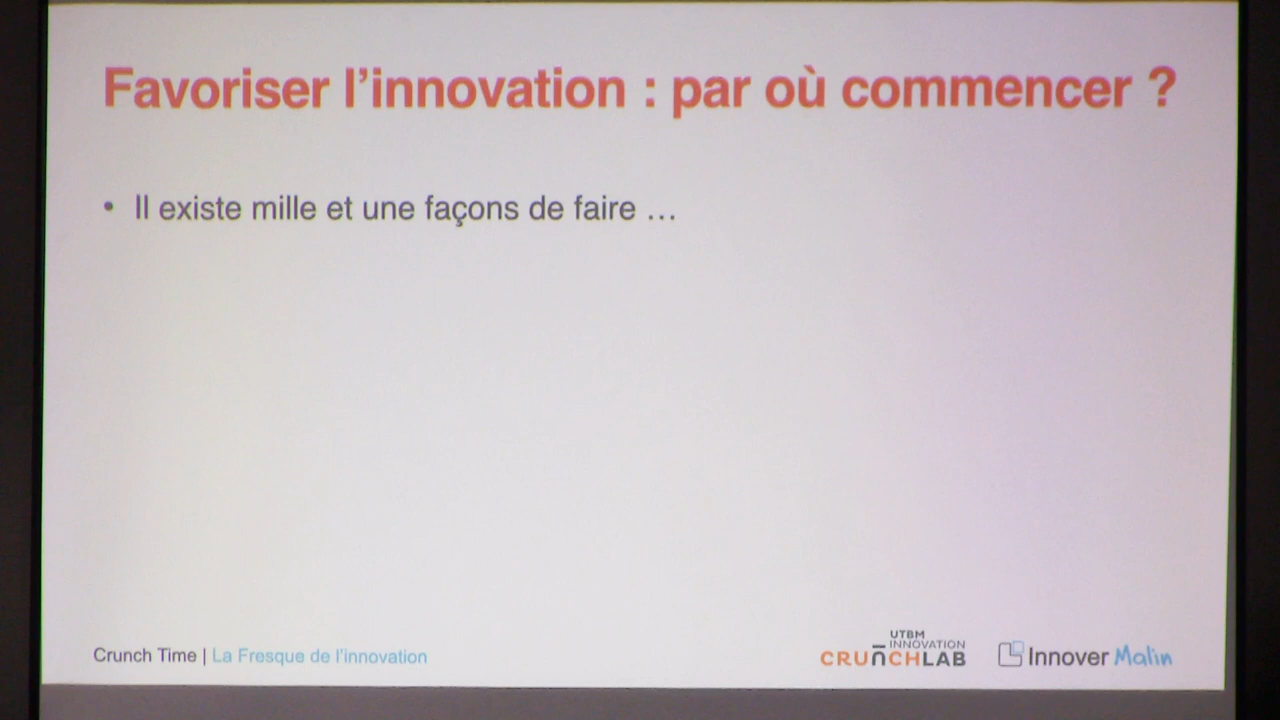 Favoriser l’innovation : par où commencer ?
• Il existe mille et une façons de faire …
Crunch Time | La Fresque de l’innovation
UTBM
INNOVATION
CRUNCHLAB
Innover Malin